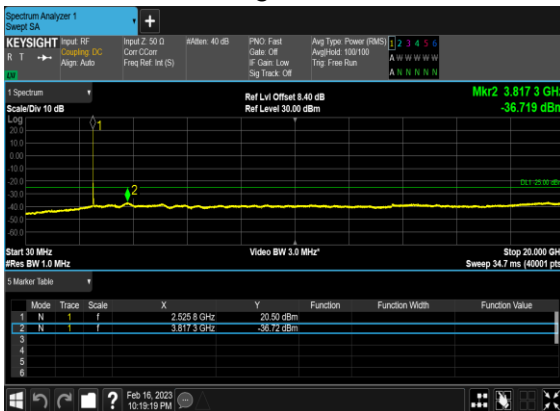 Spectrum Analyzer 1
Swept SA
+
KEYSIGHT Input: RF Input Z: 50 Ω #Atten: 40 dB PNO: Fast Avg Type: Power (RMS) 1 2 3 4 5 6
R T Coupling: DC Corr CCorr Gate: Off Avg|Hold: 100/100 A W W W W W
Align: Auto Freq Ref: Int (S) IF Gain: Low Trig: Free Run
Sig Track: Off A N N N N N
1 Spectrum Ref Lvl Offset 8.40 dB Mkr2 3.817 3 GHz
Scale/Div 10 dB Ref Level 30.00 dBm -36.719 dBm
Log
20.0
10.0
0.00
-10.0
-20.0
-30.0
-40.0
-50.0
-60.0
1
2
Start 30 MHz Video BW 3.0 MHz* Stop 20.000 GH
#Res BW 1.0 MHz Sweep 34.7 ms (40001 pts
5 Marker Table
Mode Trace Scale X Y Function Function Width Function Value
1 N 1 f 2.525 8 GHz 20.50 dBm
2 N 1 f 3.817 3 GHz -36.72 dBm
3
4
5
6
? Feb 16, 2023
10:19:19 PM